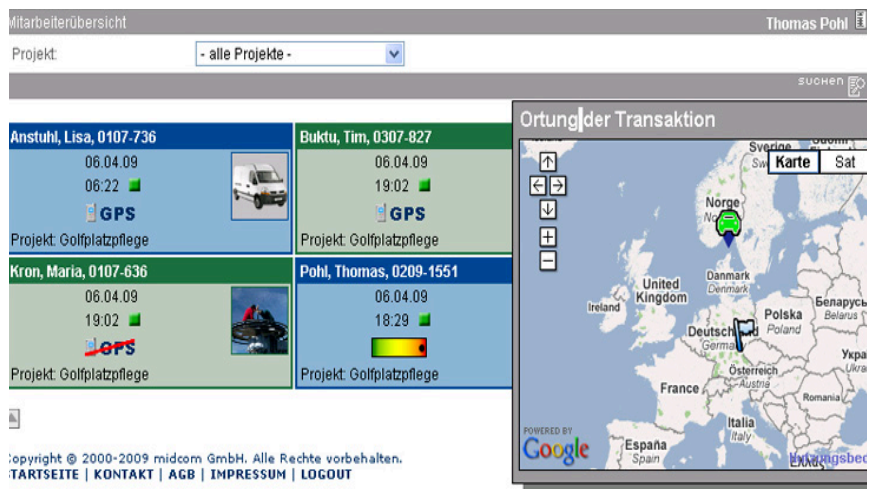 Mitarbeiterübersicht
Thomas Pohl
Projekt:
- alle Projekte -
suchen
Anstuhl, Lisa, 0107-736
06.04.09
06:22
GPS
Projekt: Golfplatzpflege
Buktu, Tim, 0307-827
06.04.09
19:02
GPS
Projekt: Golfplatzpflege
Kron, Maria, 0107-636
06.04.09
19:02
GPS
Projekt: Golfplatzpflege
Pohl, Thomas, 0209-1551
06.04.09
18:29
Projekt: Golfplatzpflege
Ortung der Transaktion
Karte
Sat
Sverige
Norge
Danmark
Denmark
United
Kingdom
Ireland
Polska
Poland
Беларусь
Belarus
Österreich
Austria
France
Romania
Italia
Italy
España
Spain
POWERED BY
Google
Copyright © 2000-2009 midcom GmbH. Alle Rechte vorbehalten.
STARTSEITE | KONTAKT | AGB | IMPRESSUM | LOGOUT